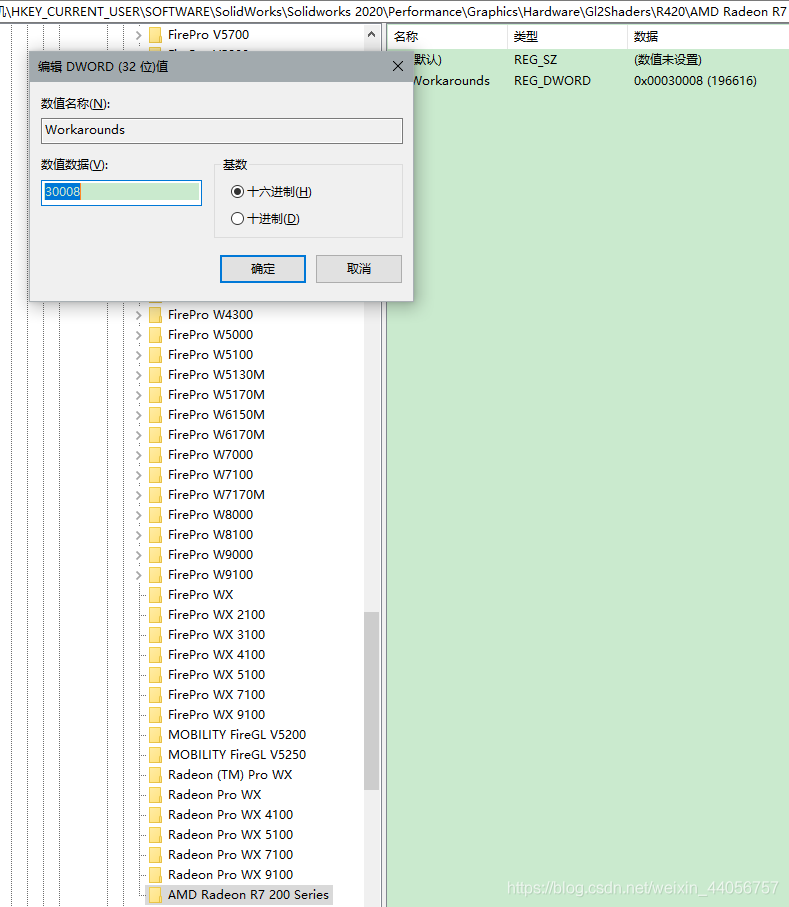 \HKEY_CURRENT_USER\SOFTWARE\SolidWorks\Solidworks 2020\Performance\Graphics\Hardware\Gl2Shaders\R420\AMD Radeon R7
FirePro V5700
名称 类型 数据
默认) REG_SZ (数值未设置)
Workarounds REG_DWORD 0x00030008 (196616)
编辑 DWORD (32 位)值
数值名称(N):
Workarounds
数值数据(V):
30008
基数
十六进制(H)
十进制(D)
确定 取消
FirePro W4300
FirePro W5000
FirePro W5100
FirePro W5130M
FirePro W5170M
FirePro W6150M
FirePro W6170M
FirePro W7000
FirePro W7100
FirePro W7170M
FirePro W8000
FirePro W8100
FirePro W9000
FirePro W9100
FirePro WX
FirePro WX 2100
FirePro WX 3100
FirePro WX 4100
FirePro WX 5100
FirePro WX 7100
FirePro WX 9100
MOBILITY FireGL V5200
MOBILITY FireGL V5250
Radeon (TM) Pro WX
Radeon Pro WX
Radeon Pro WX 4100
Radeon Pro WX 5100
Radeon Pro WX 7100
Radeon Pro WX 9100
AMD Radeon R7 200 Series
https://blog.csdn.net/weixin_44056757